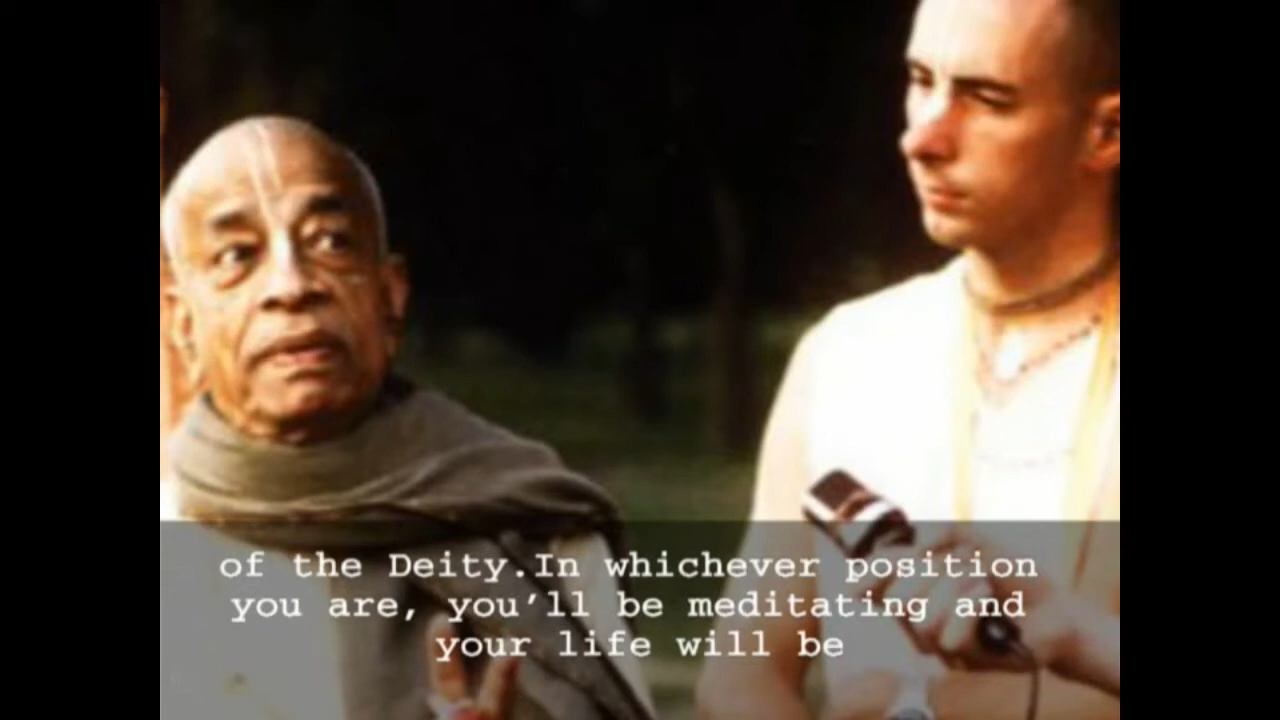 of the Deity.In whichever position
you are, you'll be meditating and
your life will be